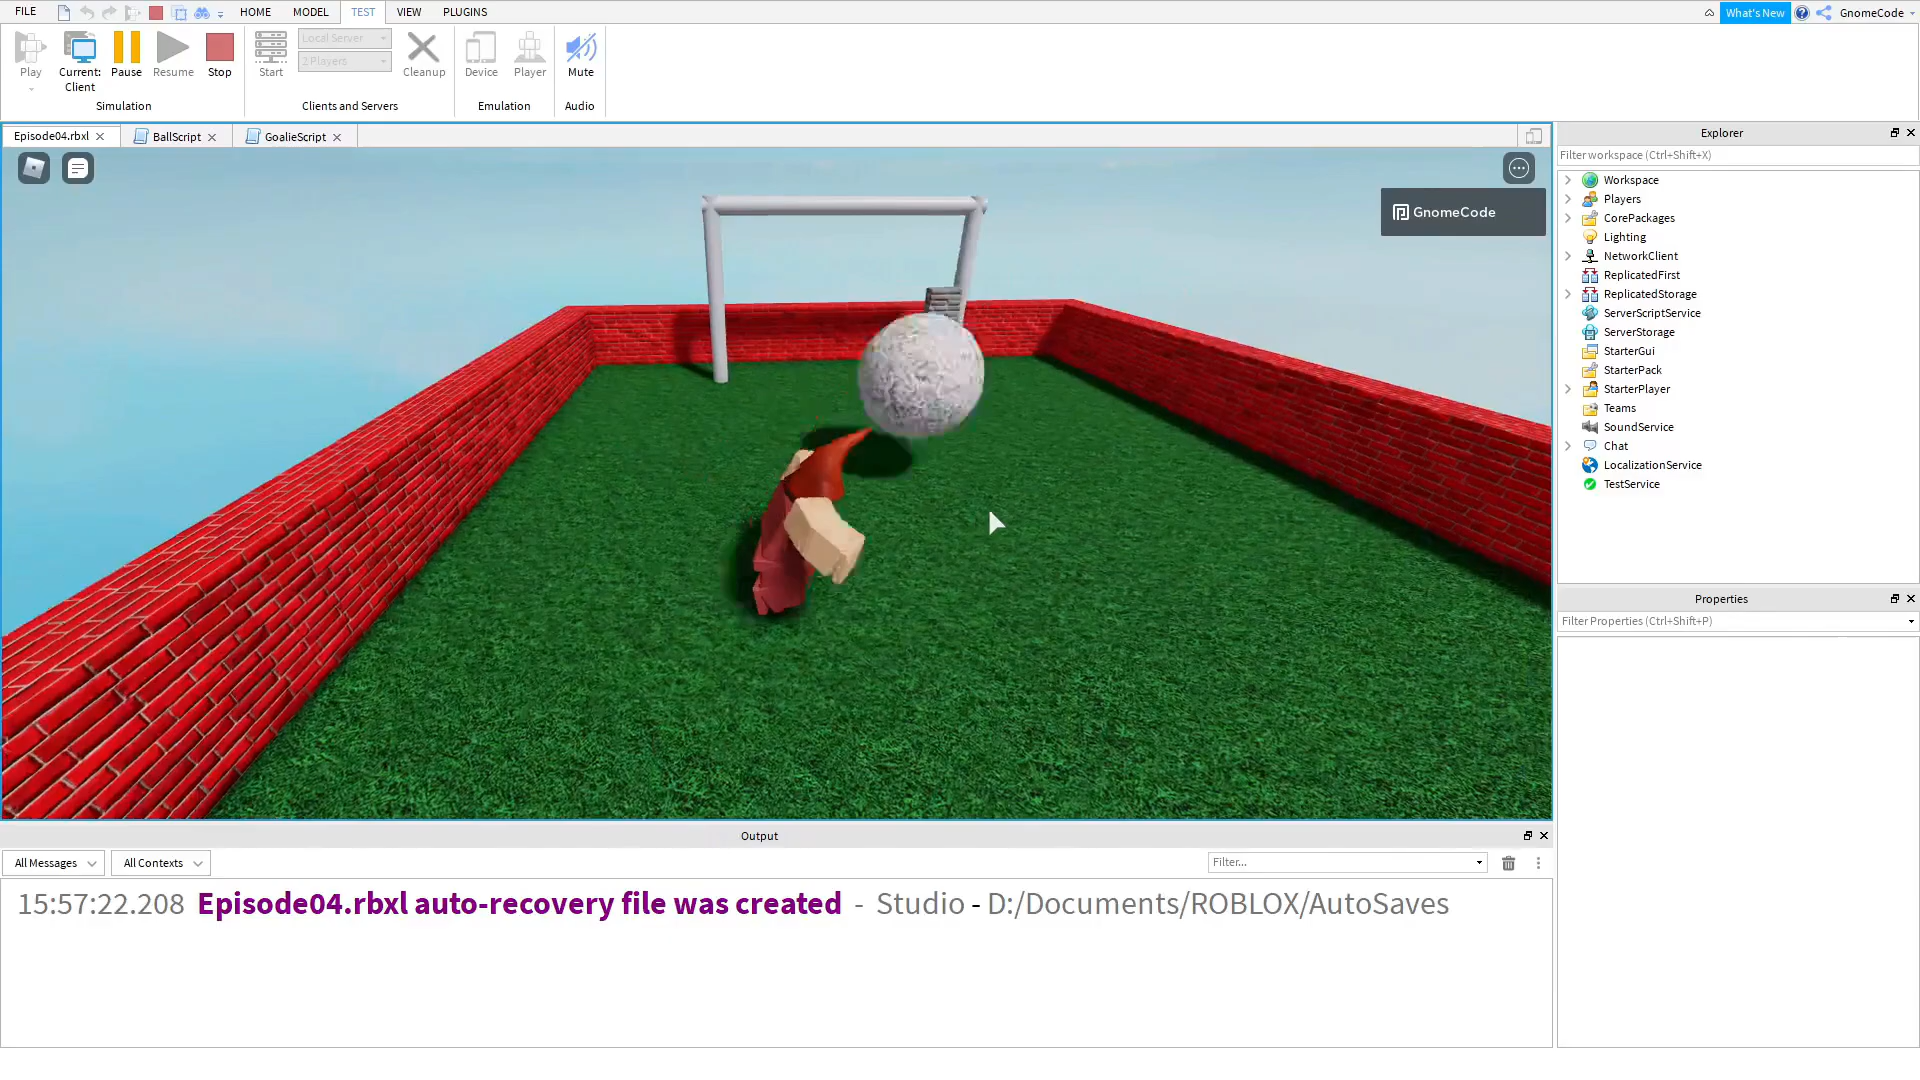 FILE
HOME
MODEL
TEST
VIEW
PLUGINS
What's New
GnomeCode
Play
Current:
Client
Pause
Resume
Stop
Simulation
Start
Local Server
2 Players
Cleanup
Clients and Servers
Device
Player
Emulation
Mute
Audio
Episode04.rbxl
BallScript
GoalieScript
GnomeCode
Explorer
Filter workspace (Ctrl+Shift+X)
Workspace
Players
CorePackages
Lighting
NetworkClient
ReplicatedFirst
ReplicatedStorage
ServerScriptService
ServerStorage
StarterGui
StarterPack
StarterPlayer
Teams
SoundService
Chat
LocalizationService
TestService
Properties
Filter Properties (Ctrl+Shift+P)
Output
All Messages
All Contexts
Filter...
15:57:22.208 Episode04.rbxl auto-recovery file was created - Studio - D:/Documents/ROBLOX/AutoSaves